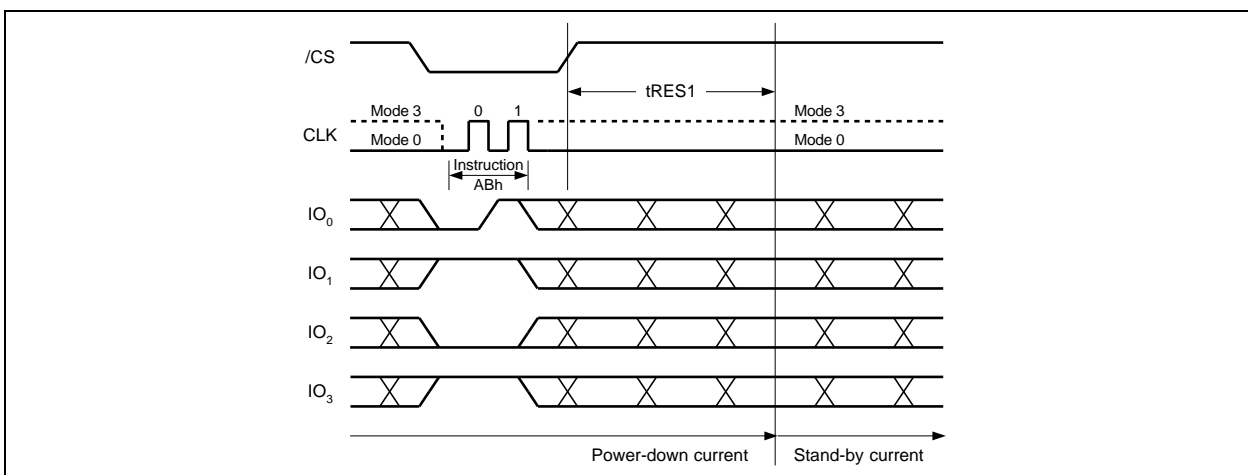 /CS
tRES1
Mode 3 0 1 Mode 3
CLK
Mode 0 Mode 0
Instruction
ABh
IO0
IO1
IO2
IO3
Power-down current Stand-by current